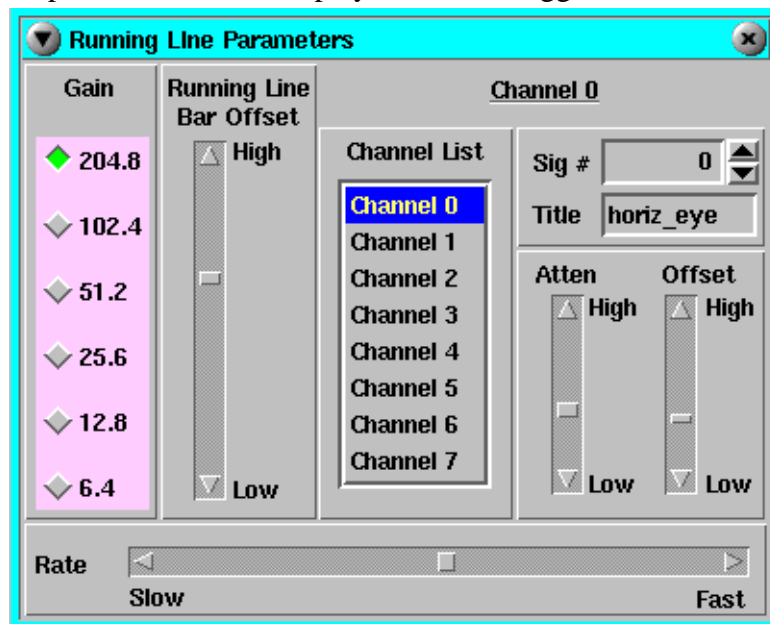 Running LIne Parameters
Gain
204.8
102.4
51.2
25.6
12.8
6.4
Running Line
Bar Offset
High
Low
Channel 0
Channel List
Channel 0
Channel 1
Channel 2
Channel 3
Channel 4
Channel 5
Channel 6
Channel 7
Sig # 0
Title horiz_eye
Atten
High
Low
Offset
High
Low
Rate
Slow
Fast